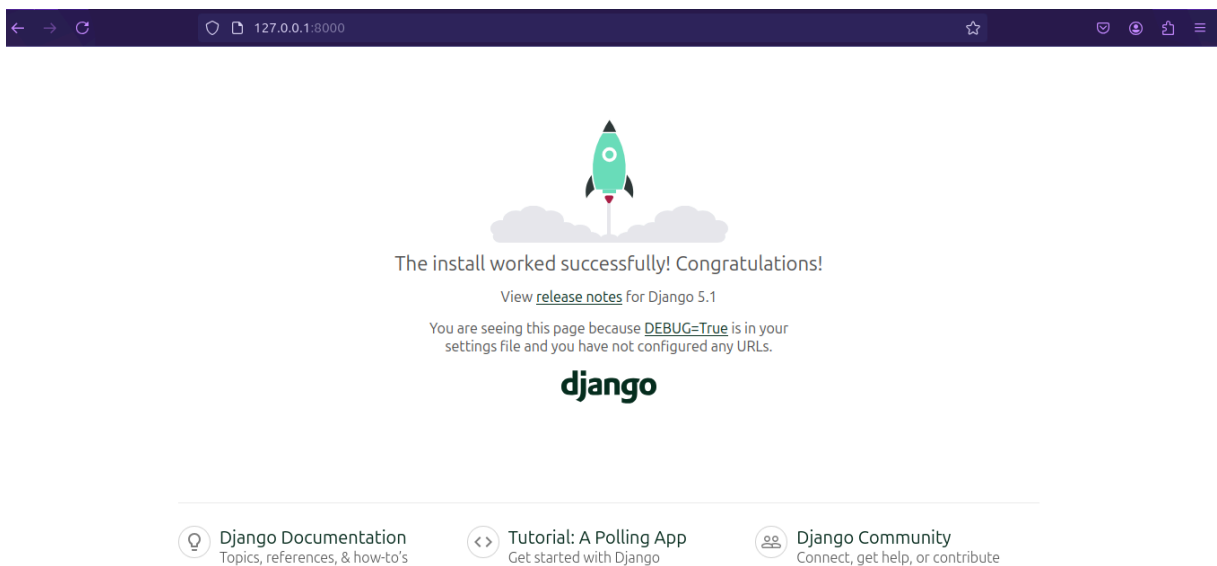 127.0.0.1:8000
The install worked successfully! Congratulations!
View release notes for Django 5.1
You are seeing this page because DEBUG=True is in your
settings file and you have not configured any URLs.
django
Django Documentation
Topics, references, & how-to's
Tutorial: A Polling App
Get started with Django
Django Community
Connect, get help, or contribute